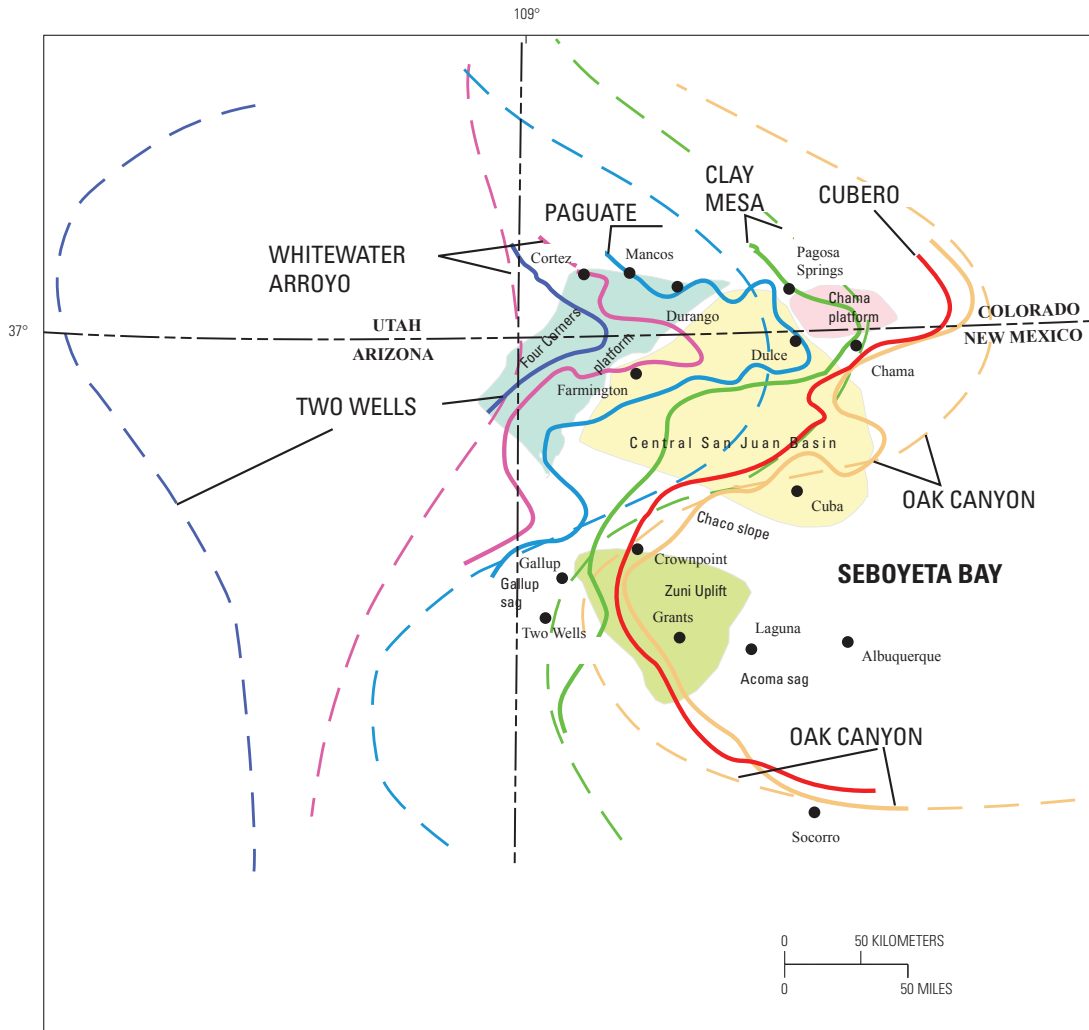 109°
CLAY
MESA
CUBERO
PAGUATE
WHITEWATER
ARROYO
Cortez
Mancos
Pagosa
Springs
Chama
platform
Durango
COLORADO
NEW MEXICO
37°
UTAH
ARIZONA
Four Corners
platform
Dulce
Chama
Farmington
TWO WELLS
Central San Juan Basin
OAK CANYON
Cuba
Chaco slope
Gallup
Gallup
sag
Crownpoint
SEBOYETA BAY
Zuni Uplift
Grants
Two Wells
Laguna
Albuquerque
Acoma sag
OAK CANYON
Socorro
0 50 KILOMETERS
0 50 MILES